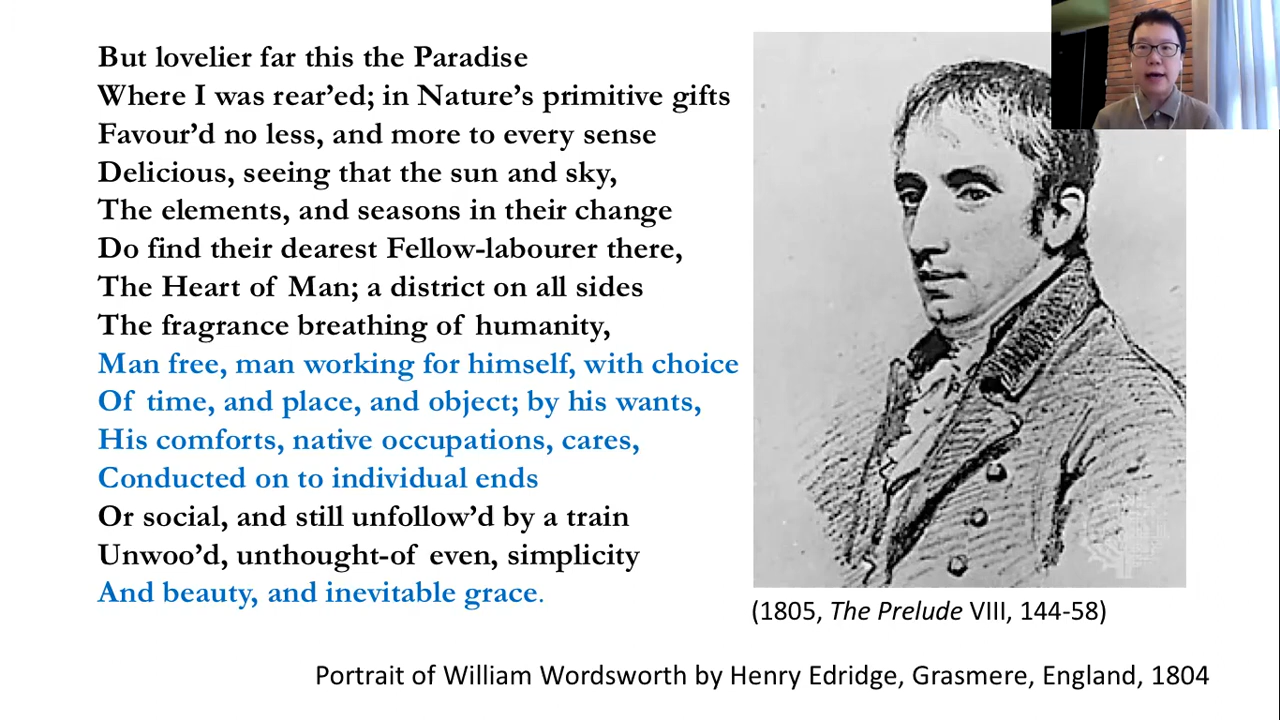 But lovelier far this the Paradise
Where I was rear’ed; in Nature’s primitive gifts
Favour’d no less, and more to every sense
Delicious, seeing that the sun and sky,
The elements, and seasons in their change
Do find their dearest Fellow-labourer there,
The Heart of Man; a district on all sides
The fragrance breathing of humanity,
Man free, man working for himself, with choice
Of time, and place, and object; by his wants,
His comforts, native occupations, cares,
Conducted on to individual ends
Or social, and still unfollow’d by a train
Unwoo’d, unthought-of even, simplicity
And beauty, and inevitable grace.
(1805, The Prelude VIII, 144-58)
Portrait of William Wordsworth by Henry Edridge, Grasmere, England, 1804